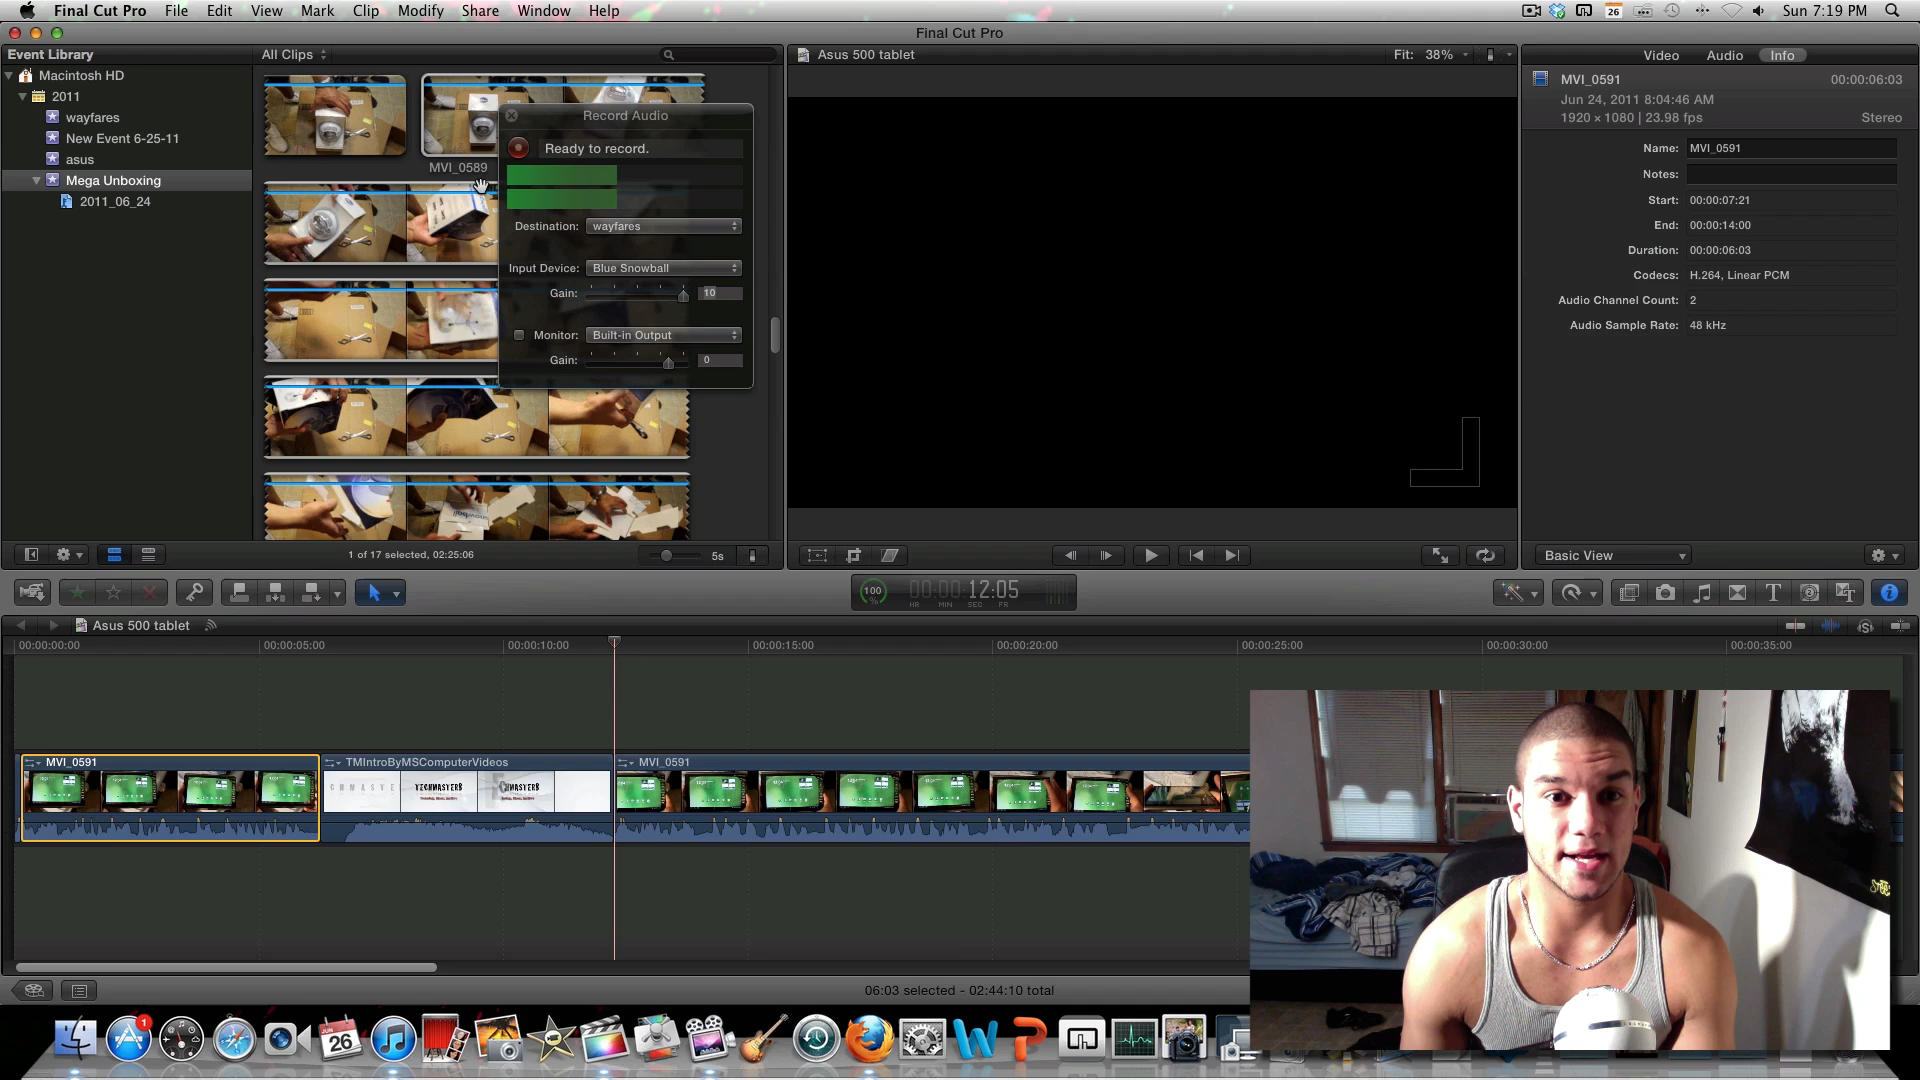 Final Cut Pro File Edit View Mark Clip Modify Share Window Help
26 Sun 7:19 PM
Final Cut Pro
Event Library
All Clips
Asus 500 tablet
Fit: 38%
Video Audio Info
Macintosh HD
2011
wayfares
New Event 6-25-11
asus
Mega Unboxing
2011_06_24
MVI_0589
Record Audio
Ready to record.
Destination: wayfares
Input Device: Blue Snowball
Gain: 10
Monitor: Built-in Output
Gain: 0
MVI_0591 00:00:06:03
Jun 24, 2011 8:04:46 AM
1920 × 1080 | 23.98 fps Stereo
Name: MVI_0591
Notes:
Start: 00:00:07:21
End: 00:00:14:00
Duration: 00:00:06:03
Codecs: H.264, Linear PCM
Audio Channel Count: 2
Audio Sample Rate: 48 kHz
1 of 17 selected, 02:25:06
5s
Basic View
100 %
00:00:12:05
HR MIN SEC FR
Asus 500 tablet
00:00:00:00 00:00:05:00 00:00:10:00 00:00:15:00 00:00:20:00 00:00:25:00 00:00:30:00 00:00:35:00
MVI_0591
TMIntroByMSComputerVideos
MVI_0591
06:03 selected - 02:44:10 total
1
JUN
26